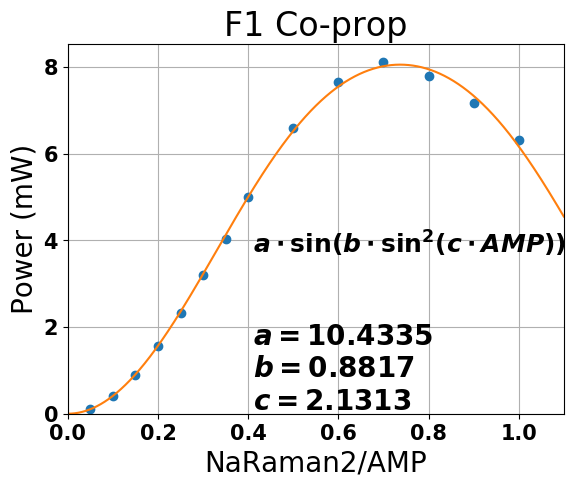 F1 Co-prop
Power (mW)
8
6
4
2
0
a · sin(b · sin²(c · AMP))
a = 10.4335
b = 0.8817
c = 2.1313
0.0 0.2 0.4 0.6 0.8 1.0
NaRaman2/AMP